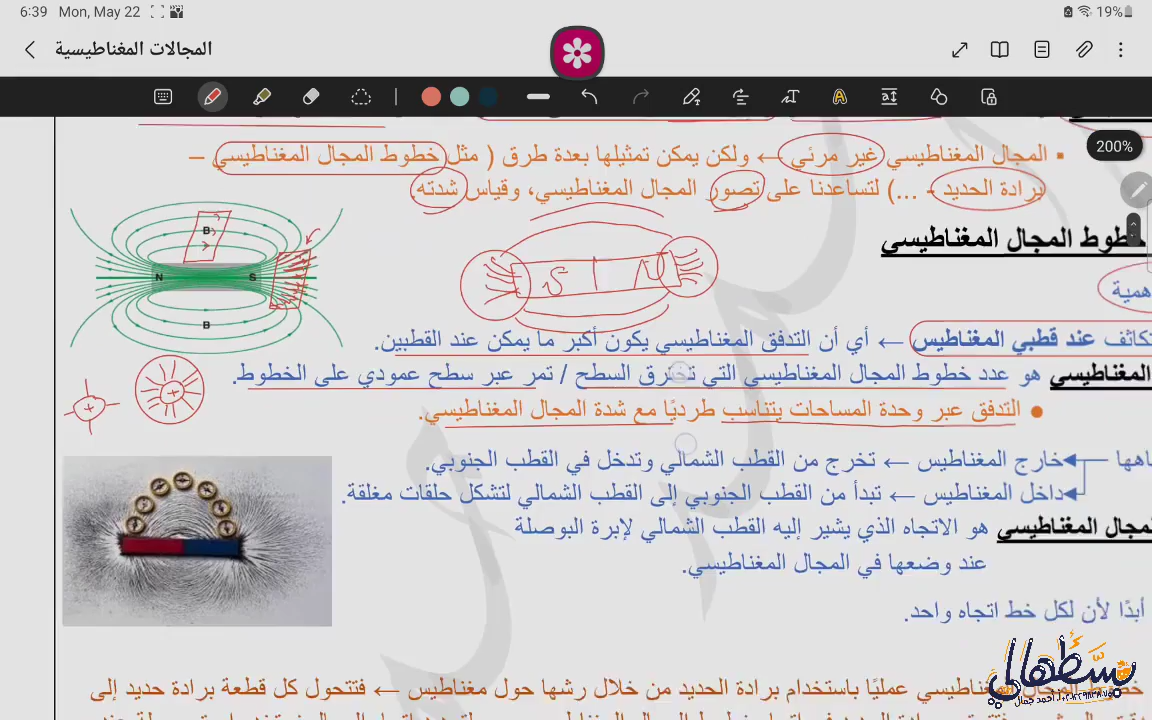 6:39 Mon, May 22 19%
المجالات المغناطيسية
200%
▪ المجال المغناطيسي غير مرئي ← ولكن يمكن تمثيلها بعدة طرق ( مثل خطوط المجال المغناطيسي –
برادة الحديد - ...) لتساعدنا على تصور المجال المغناطيسي، وقياس شدته.
خطوط المجال المغناطيسي
B
N S
B
S N
همية
تكاثف عند قطبي المغناطيس ← أي أن التدفق المغناطيسي يكون أكبر ما يمكن عند القطبين.
المغناطيسي هو عدد خطوط المجال المغناطيسي التي تخترق السطح / تمر عبر سطح عمودي على الخطوط.
● التدفق عبر وحدة المساحات يتناسب طرديًا مع شدة المجال المغناطيسي.
اهها خارج المغناطيس ← تخرج من القطب الشمالي وتدخل في القطب الجنوبي.
داخل المغناطيس ← تبدأ من القطب الجنوبي إلى القطب الشمالي لتشكل حلقات مغلقة.
لمجال المغناطيسي هو الاتجاه الذي يشير إليه القطب الشمالي لإبرة البوصلة
عند وضعها في المجال المغناطيسي.
أبدًا لأن لكل خط اتجاه واحد.
المغناطيسي عمليًا باستخدام برادة الحديد من خلال رشها حول مغناطيس ← فتتحول كل قطعة برادة حديد إلى